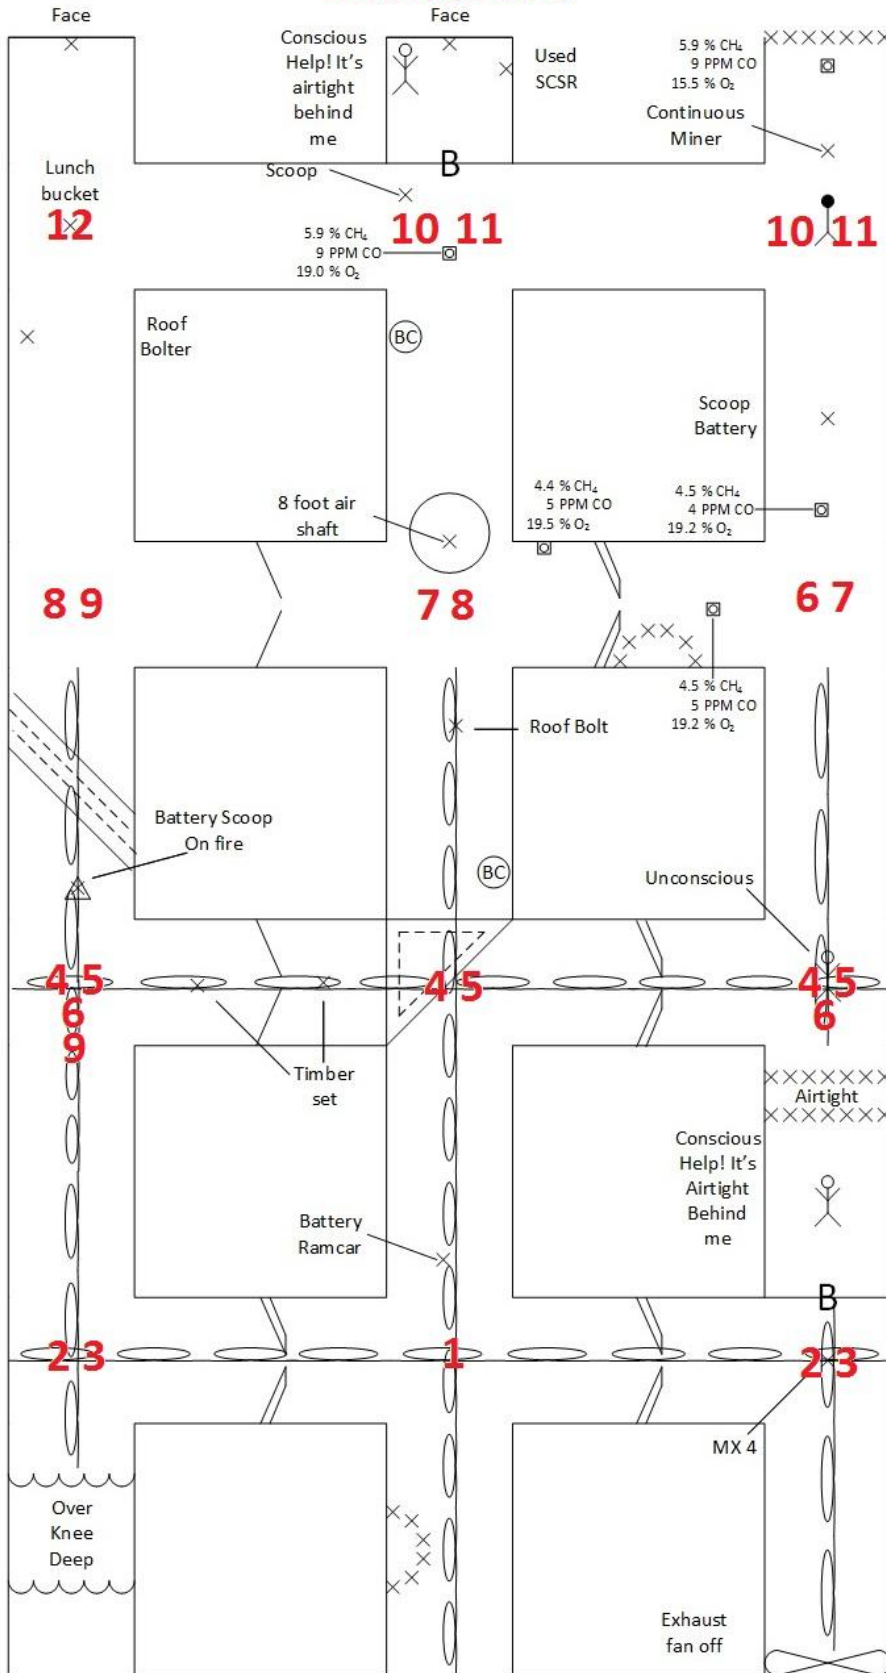 Face
Face
Conscious
Help! It's
airtight
behind
me
Used
SCSR
5.9 % CH₄
9 PPM CO
15.5 % O₂
Continuous
Miner
Lunch
bucket
Scoop
B
12
10 11
10 11
5.9 % CH₄
9 PPM CO
19.0 % O₂
Roof
Bolter
BC
Scoop
Battery
8 foot air
shaft
4.4 % CH₄
5 PPM CO
19.5 % O₂
4.5 % CH₄
4 PPM CO
19.2 % O₂
8 9
7 8
6 7
4.5 % CH₄
5 PPM CO
19.2 % O₂
Roof Bolt
Battery Scoop
On fire
BC
Unconscious
4 5
6
9
4 5
4 5
6
Timber
set
Airtight
Conscious
Help! It's
Airtight
Behind
me
Battery
Ramcar
B
2 3
1
2 3
MX 4
Over
Knee
Deep
Exhaust
fan off